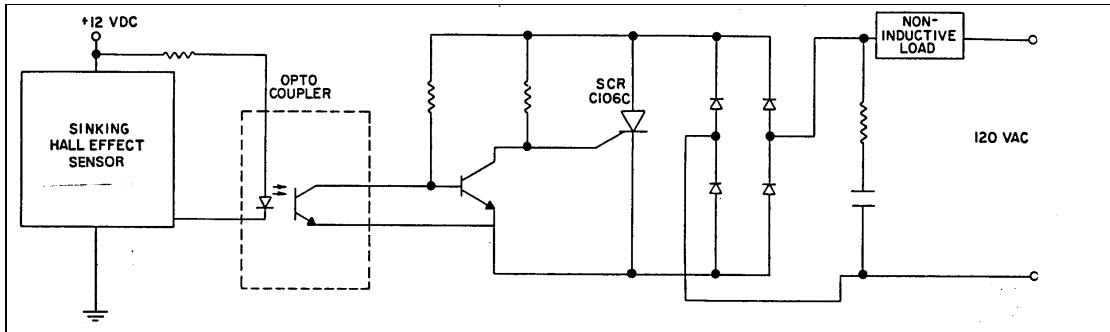 +12 VDC
SINKING
HALL EFFECT
SENSOR
OPTO
COUPLER
SCR
C106C
NON-
INDUCTIVE
LOAD
120 VAC